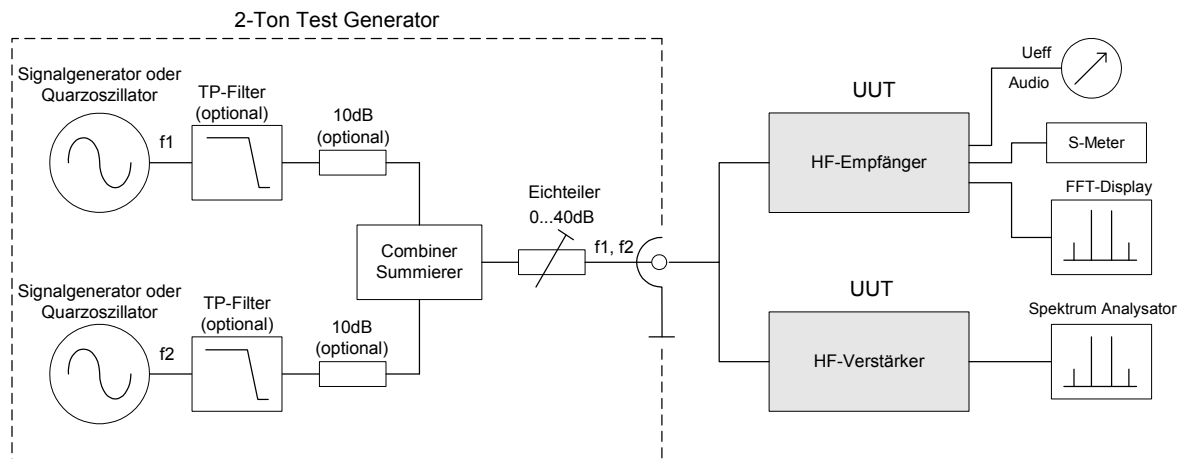 2-Ton Test Generator
Signalgenerator oder
Quarzoszillator
f1
TP-Filter
(optional)
10dB
(optional)
Combiner
Summierer
Eichteiler
0...40dB
f1, f2
Signalgenerator oder
Quarzoszillator
f2
TP-Filter
(optional)
10dB
(optional)
UUT
HF-Empfänger
Ueff
Audio
S-Meter
FFT-Display
UUT
HF-Verstärker
Spektrum Analysator